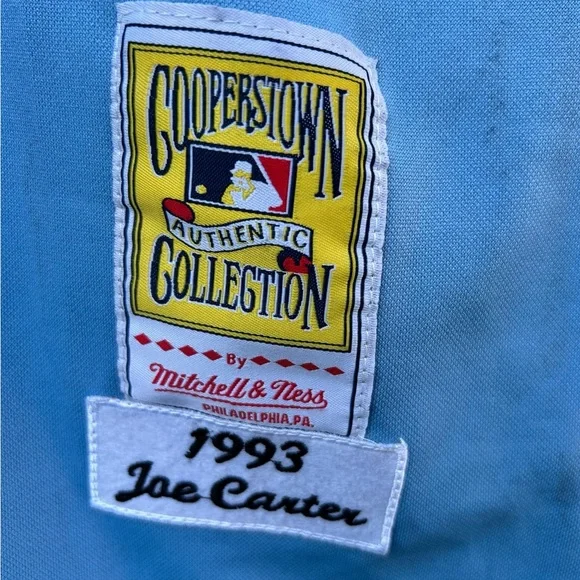 COOPERSTOWN
AUTHENTIC
COLLECTION
By
Mitchell & Ness
PHILADELPHIA, PA.
1993
Joe Carter